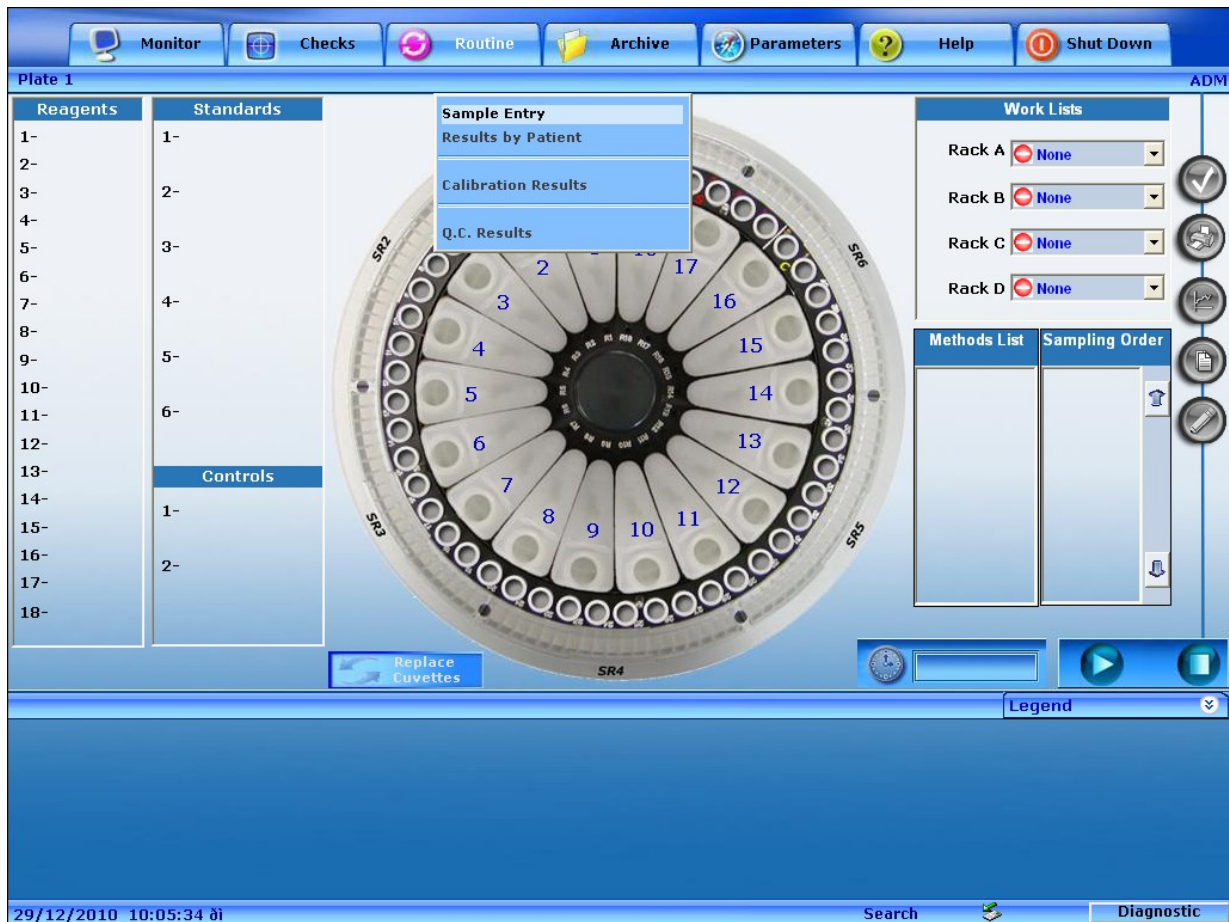 Monitor Checks Routine Archive Parameters Help Shut Down
Plate 1 ADM
Reagents
1-
2-
3-
4-
5-
6-
7-
8-
9-
10-
11-
12-
13-
14-
15-
16-
17-
18-
Standards
1-
2-
3-
4-
5-
6-
Controls
1-
2-
Sample Entry
Results by Patient
Calibration Results
Q.C. Results
SR2
SR6
2
17
3
16
4
15
5
14
6
13
7
12
8
11
9
10
SR3
SR5
SR4
Replace
Cuvettes
Work Lists
Rack A None
Rack B None
Rack C None
Rack D None
Methods List Sampling Order
Legend
29/12/2010 10:05:34 ðì Search Diagnostic